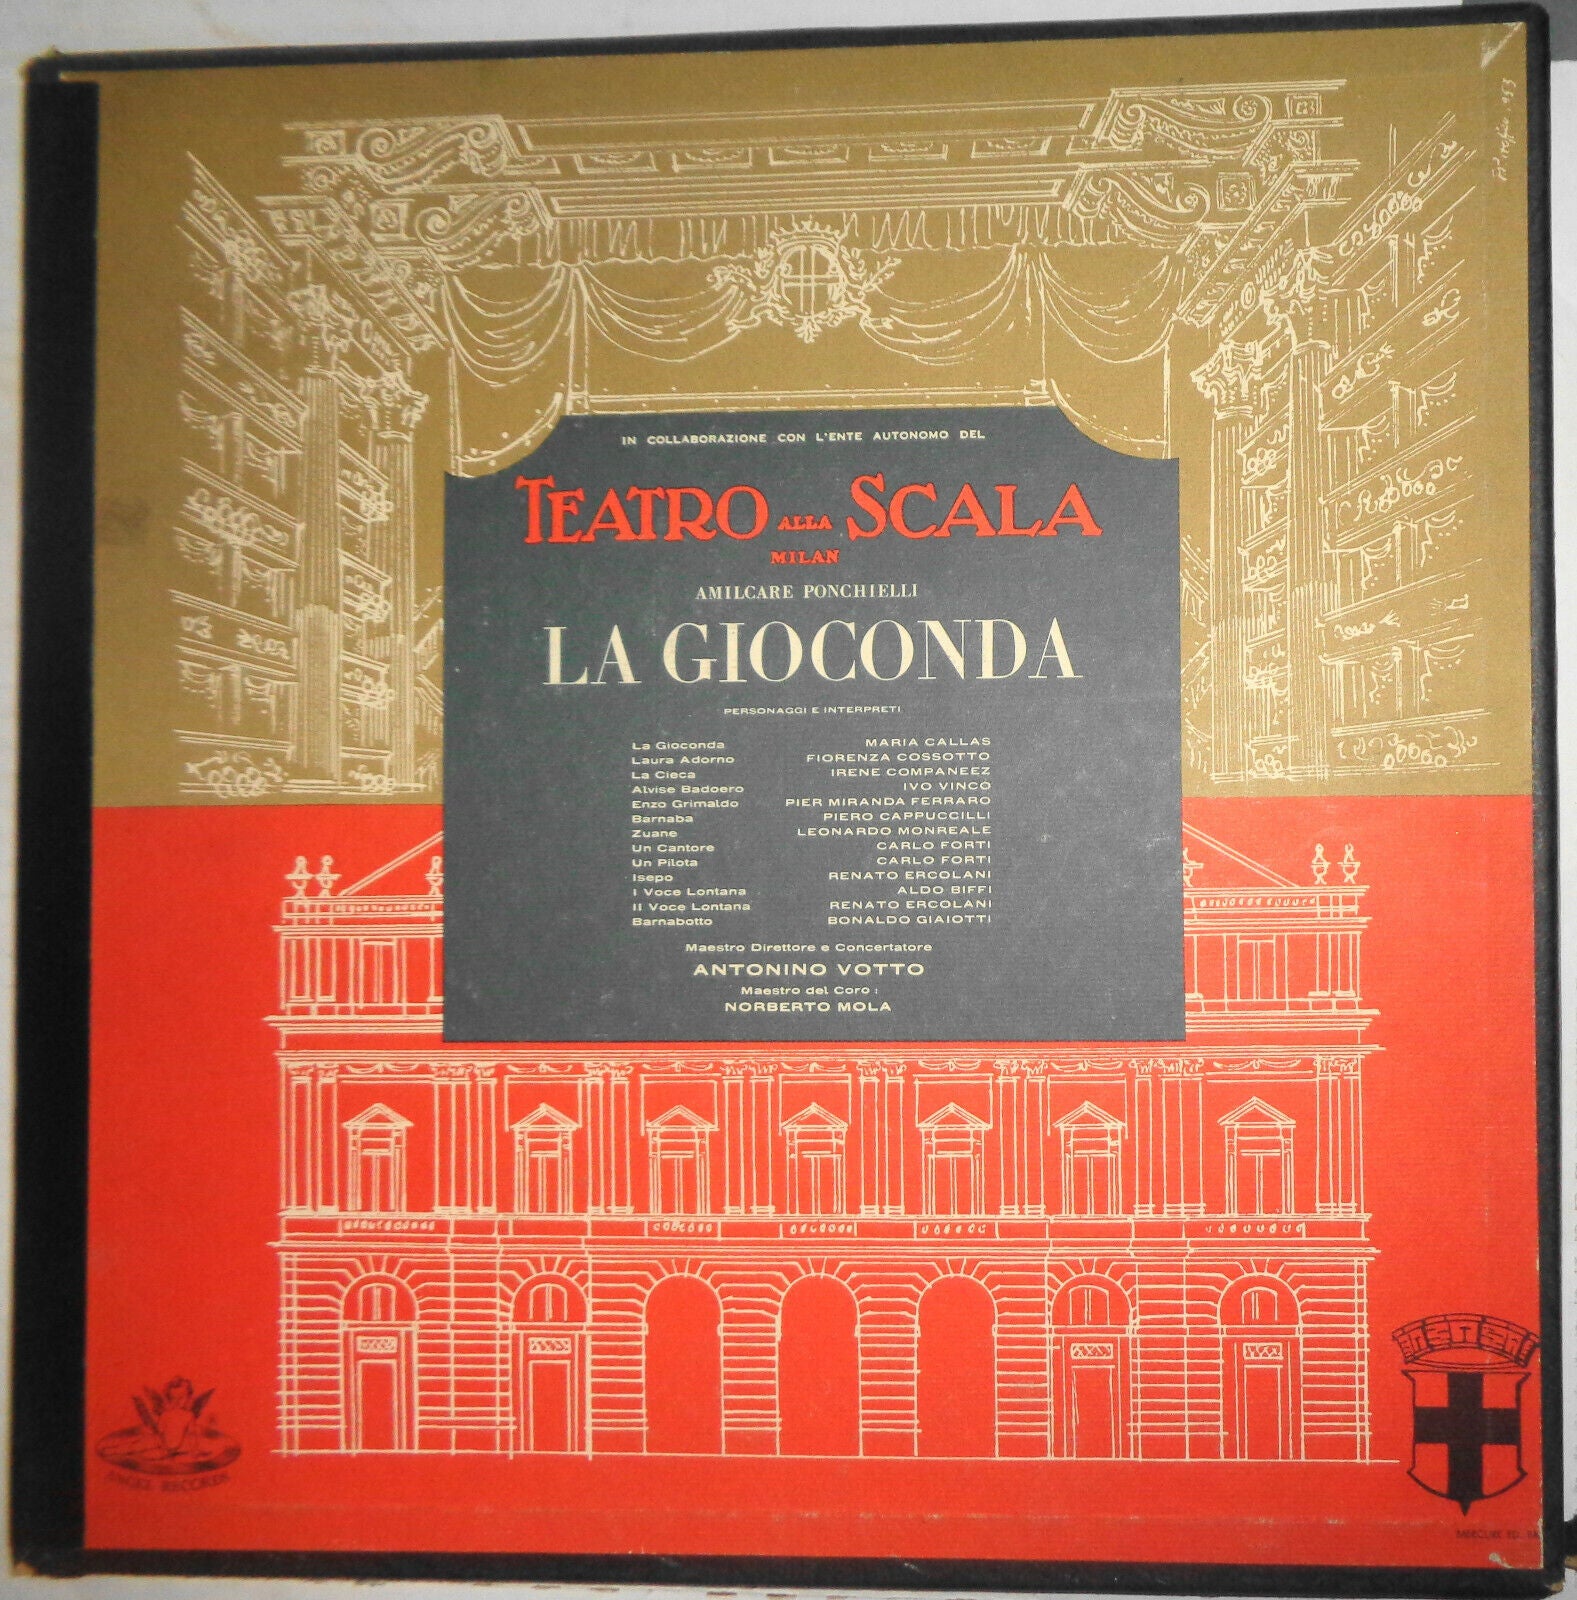 IN COLLABORAZIONE CON L'ENTE AUTONOMO DEL
TEATRO ALLA SCALA
MILAN
AMILCARE PONCHIELLI
LA GIOCONDA
PERSONAGGI E INTERPRETI
La Gioconda MARIA CALLAS
Laura Adorno FIORENZA COSSOTTO
La Cieca IRENE COMPANEEZ
Alvise Badoero IVO VINCO
Enzo Grimaldo PIER MIRANDA FERRARO
Barnaba PIERO CAPPUCCILLI
Zuane LEONARDO MONREALE
Un Cantore CARLO FORTI
Un Pilota CARLO FORTI
Isepo RENATO ERCOLANI
I Voce Lontana ALDO BIFFI
II Voce Lontana RENATO ERCOLANI
Barnabotto BONALDO GIAIOTTI
Maestro Direttore e Concertatore
ANTONINO VOTTO
Maestro del Coro :
NORBERTO MOLA
ANGEL RECORDS
MERCURE ED.